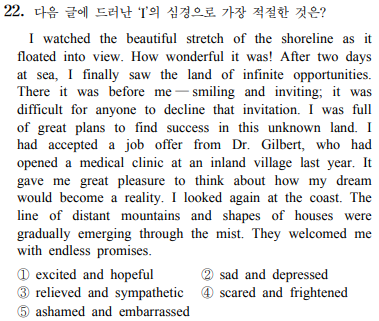 22. 다음 글에 드러난 'I'의 심경으로 가장 적절한 것은?
I watched the beautiful stretch of the shoreline as it
floated into view. How wonderful it was! After two days
at sea, I finally saw the land of infinite opportunities.
There it was before me—smiling and inviting; it was
difficult for anyone to decline that invitation. I was full
of great plans to find success in this unknown land. I
had accepted a job offer from Dr. Gilbert, who had
opened a medical clinic at an inland village last year. It
gave me great pleasure to think about how my dream
would become a reality. I looked again at the coast. The
line of distant mountains and shapes of houses were
gradually emerging through the mist. They welcomed me
with endless promises.
① excited and hopeful ② sad and depressed
③ relieved and sympathetic ④ scared and frightened
⑤ ashamed and embarrassed